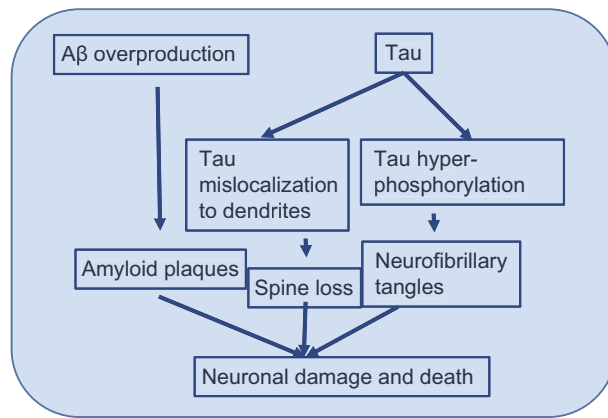 Aβ overproduction
Tau
Tau
mislocalization
to dendrites
Tau hyper-
phosphorylation
Amyloid plaques
Spine loss
Neurofibrillary
tangles
Neuronal damage and death